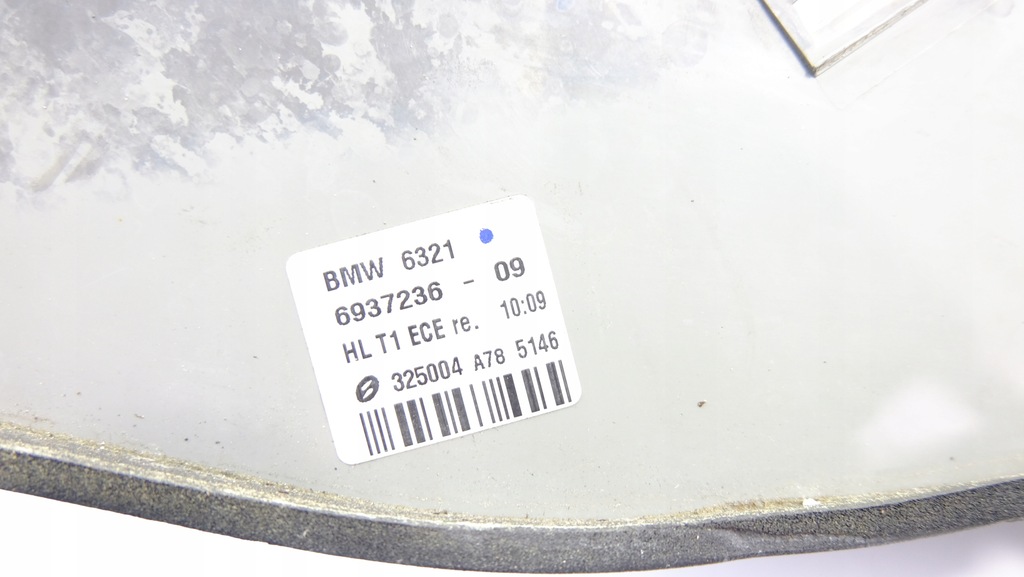 BMW 6321
6937236 - 09
HL T1 ECE re. 10:09
325004 A78 5146